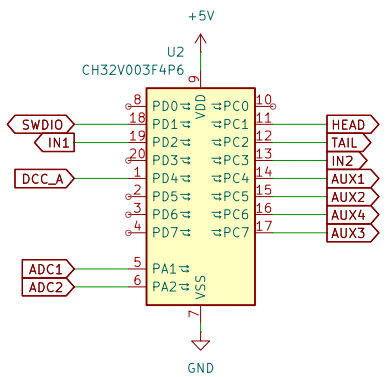 +5V
U2
CH32V003F4P6
9
VDD
8 PD0 PC0 10
SWDIO 18 PD1 PC1 11 HEAD
IN1 19 PD2 PC2 12 TAIL
20 PD3 PC3 13 IN2
DCC_A 1 PD4 PC4 14 AUX1
2 PD5 PC5 15 AUX2
3 PD6 PC6 16 AUX4
4 PD7 PC7 17 AUX3
ADC1 5 PA1
ADC2 6 PA2
VSS
7
GND